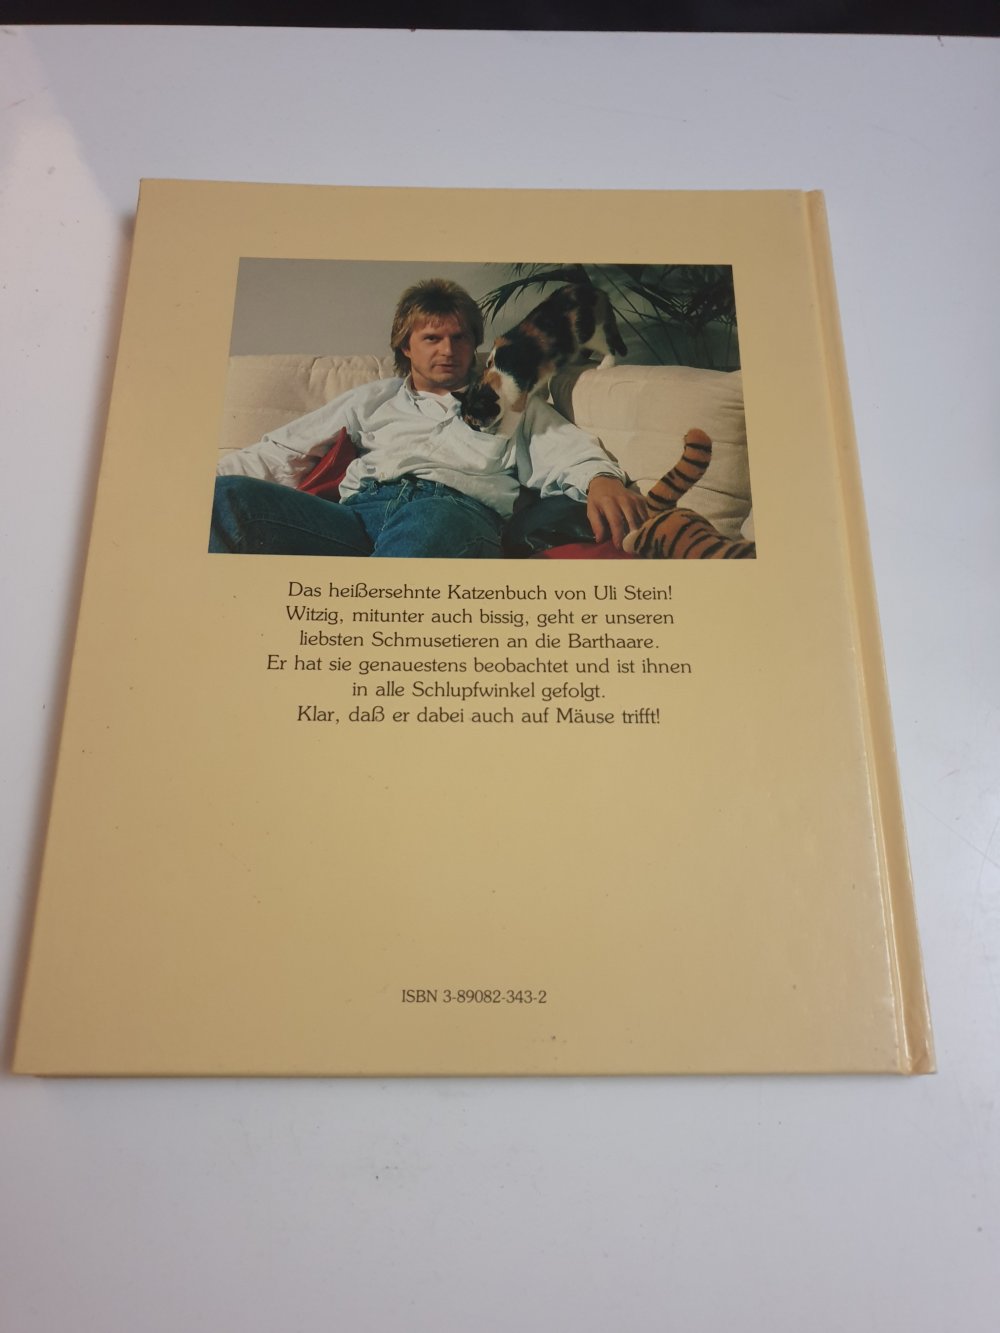 Das heißersehnte Katzenbuch von Uli Stein!
Witzig, mitunter auch bissig, geht er unseren
liebsten Schmusetieren an die Barthaare.
Er hat sie genauestens beobachtet und ist ihnen
in alle Schlupfwinkel gefolgt.
Klar, daß er dabei auch auf Mäuse trifft!
ISBN 3-89082-343-2